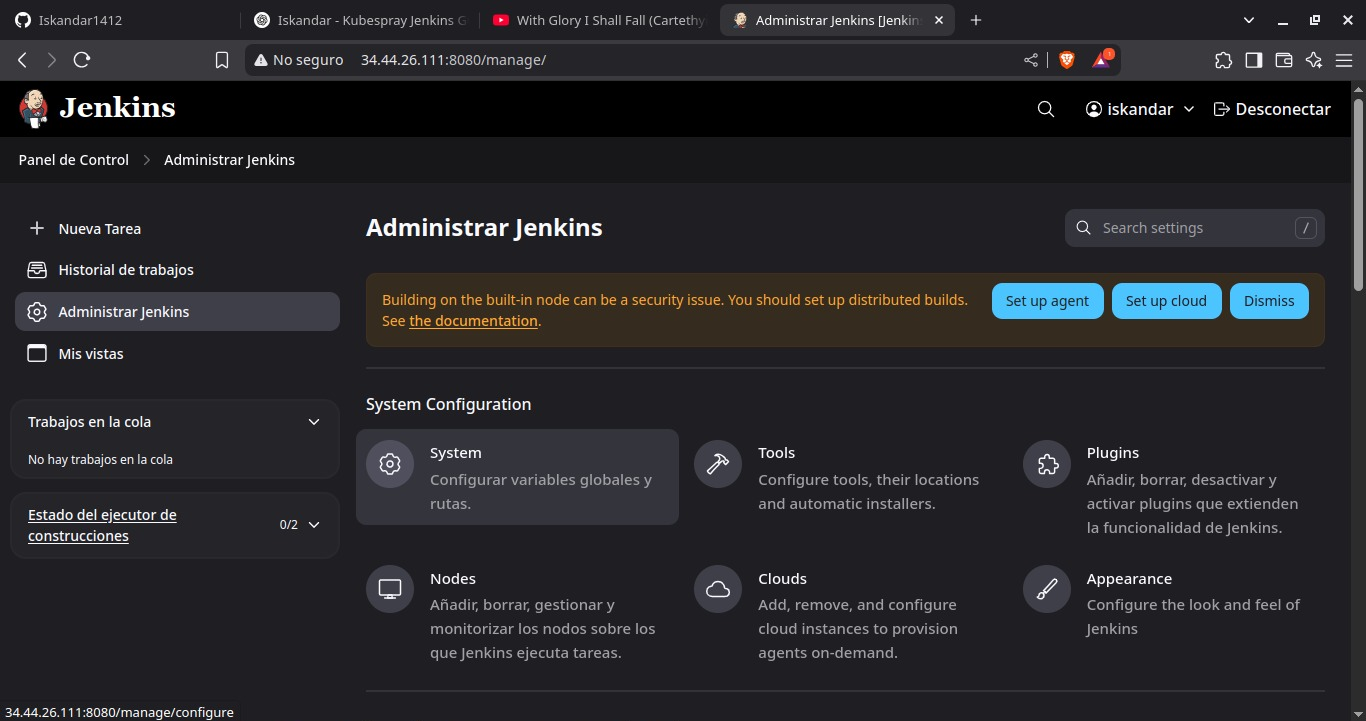 Iskandar1412
Iskandar - Kubespray Jenkins G
With Glory I Shall Fall (Cartethy
Administrar Jenkins [Jenkin
No seguro 34.44.26.111:8080/manage/
Jenkins
iskandar
Desconectar
Panel de Control
Administrar Jenkins
Nueva Tarea
Historial de trabajos
Administrar Jenkins
Mis vistas
Trabajos en la cola
No hay trabajos en la cola
Estado del ejecutor de
construcciones
0/2
Administrar Jenkins
Search settings
/
Building on the built-in node can be a security issue. You should set up distributed builds.
See the documentation.
Set up agent
Set up cloud
Dismiss
System Configuration
System
Configurar variables globales y
rutas.
Tools
Configure tools, their locations
and automatic installers.
Plugins
Añadir, borrar, desactivar y
activar plugins que extienden
la funcionalidad de Jenkins.
Nodes
Añadir, borrar, gestionar y
monitorizar los nodos sobre los
que Jenkins ejecuta tareas.
Clouds
Add, remove, and configure
cloud instances to provision
agents on-demand.
Appearance
Configure the look and feel of
Jenkins
34.44.26.111:8080/manage/configure